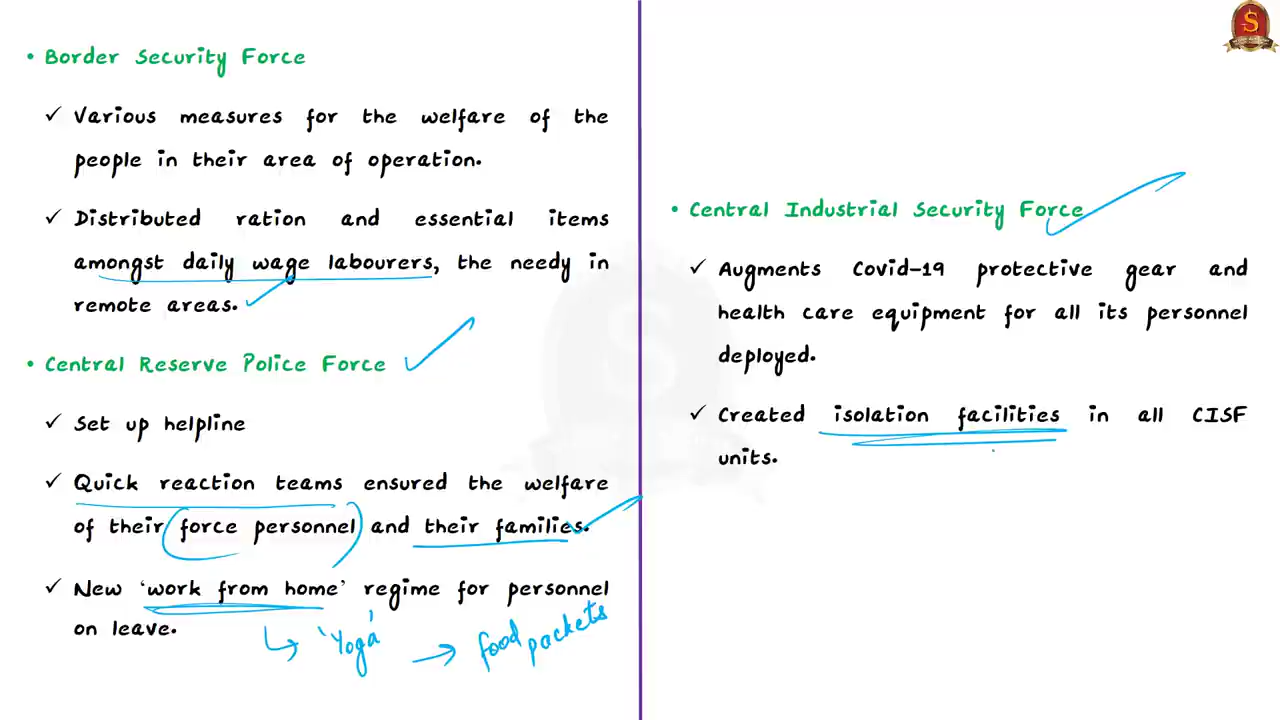 • Border Security Force
✓ Various measures for the welfare of the
people in their area of operation.
✓ Distributed ration and essential items
amongst daily wage labourers, the needy in
remote areas.
• Central Reserve Police Force
✓ Set up helpline
✓ Quick reaction teams ensured the welfare
of their force personnel and their families.
✓ New ‘work from home’ regime for personnel
on leave.
‘Yoga’ → food packets
• Central Industrial Security Force
✓ Augments Covid-19 protective gear and
health care equipment for all its personnel
deployed.
✓ Created isolation facilities in all CISF
units.